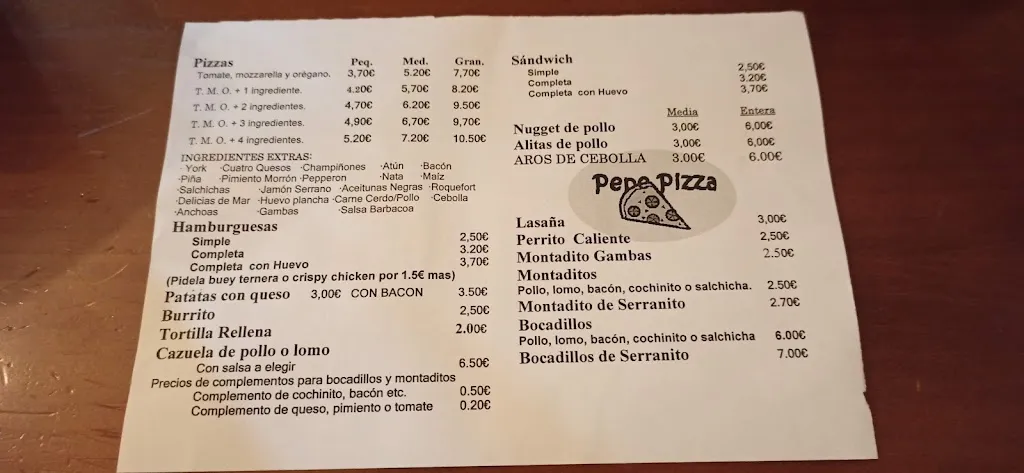 Pizzas Peq. Med. Gran.
Tomate, mozzarella y orégano. 3,70€ 5.20€ 7,70€
T. M. O. + 1 ingrediente. 4.20€ 5,70€ 8.20€
T. M. O. + 2 ingredientes. 4,70€ 6.20€ 9.50€
T. M. O. + 3 ingredientes. 4,90€ 6,70€ 9,70€
T. M. O. + 4 ingredientes. 5.20€ 7.20€ 10.50€
INGREDIENTES EXTRAS:
· York ·Cuatro Quesos ·Champiñones ·Atún ·Bacón
·Piña ·Pimiento Morrón ·Pepperon ·Nata ·Maíz
·Salchichas ·Jamón Serrano ·Aceitunas Negras ·Roquefort
·Delicias de Mar ·Huevo plancha ·Carne Cerdo/Pollo ·Cebolla
·Anchoas ·Gambas ·Salsa Barbacoa
Hamburguesas
Simple 2,50€
Completa 3.20€
Completa con Huevo 3,70€
(Pidela buey ternera o crispy chicken por 1.5€ mas)
Patatas con queso 3,00€ CON BACON 3.50€
Burrito 2,50€
Tortilla Rellena 2.00€
Cazuela de pollo o lomo
Con salsa a elegir 6.50€
Precios de complementos para bocadillos y montaditos
Complemento de cochinito, bacón etc. 0.50€
Complemento de queso, pimiento o tomate 0.20€
Sándwich
Simple 2,50€
Completa 3.20€
Completa con Huevo 3,70€
Media Entera
Nugget de pollo 3,00€ 6,00€
Alitas de pollo 3,00€ 6,00€
AROS DE CEBOLLA 3.00€ 6.00€
Pepe Pizza
Lasaña 3,00€
Perrito Caliente 2,50€
Montadito Gambas 2.50€
Montaditos
Pollo, lomo, bacón, cochinito o salchicha. 2.50€
Montadito de Serranito 2.70€
Bocadillos
Pollo, lomo, bacón, cochinito o salchicha 6.00€
Bocadillos de Serranito 7.00€